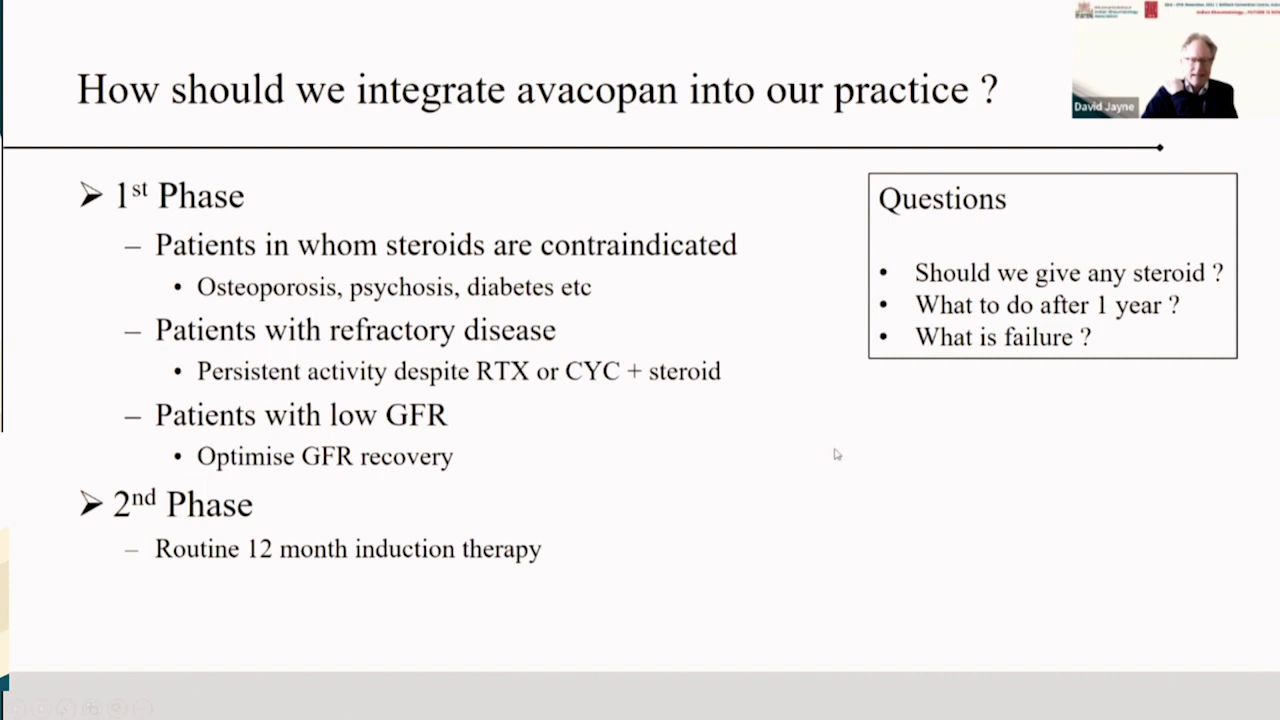 How should we integrate avacopan into our practice ?
David Jayne
➢ 1st Phase
– Patients in whom steroids are contraindicated
• Osteoporosis, psychosis, diabetes etc
– Patients with refractory disease
• Persistent activity despite RTX or CYC + steroid
– Patients with low GFR
• Optimise GFR recovery
➢ 2nd Phase
– Routine 12 month induction therapy
Questions
• Should we give any steroid ?
• What to do after 1 year ?
• What is failure ?